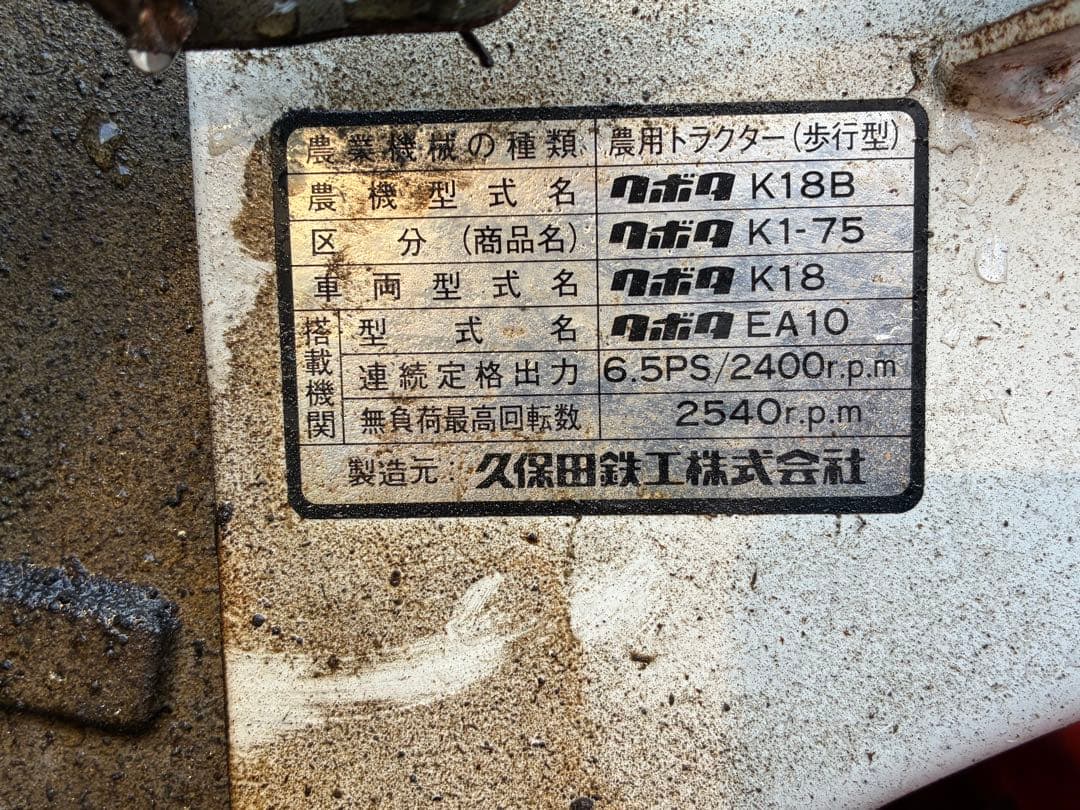 農業機械の種類 農用トラクター(歩行型)
農機型式名 クボタ K18B
区分(商品名) クボタ K1-75
車両型式名 クボタ K18
搭載機関 型式名 クボタ EA10
連続定格出力 6.5PS/2400r.p.m
無負荷最高回転数 2540r.p.m
製造元 久保田鉄工株式会社